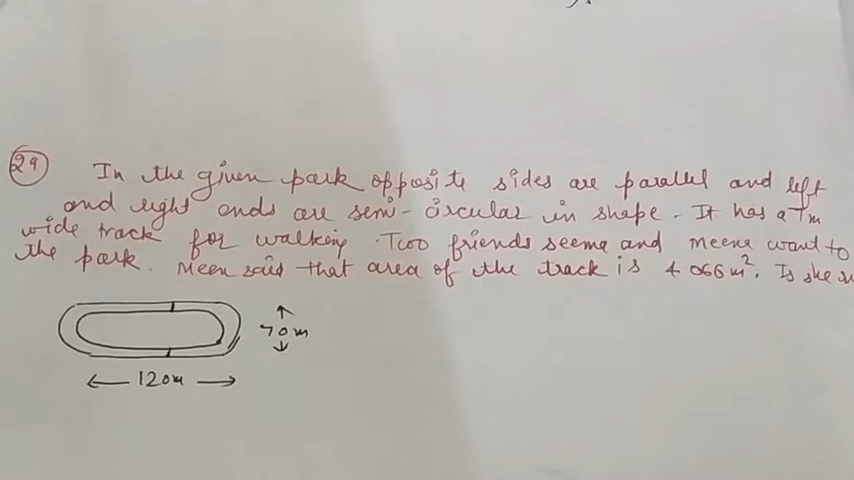 29 In the given park opposite sides are parallel and left
and right ends are semi-circular in shape. It has a 7m
wide track for walking. Two friends seema and meena want to
the park. Meen said that area of the track is 4066m². Is she
70m
120m